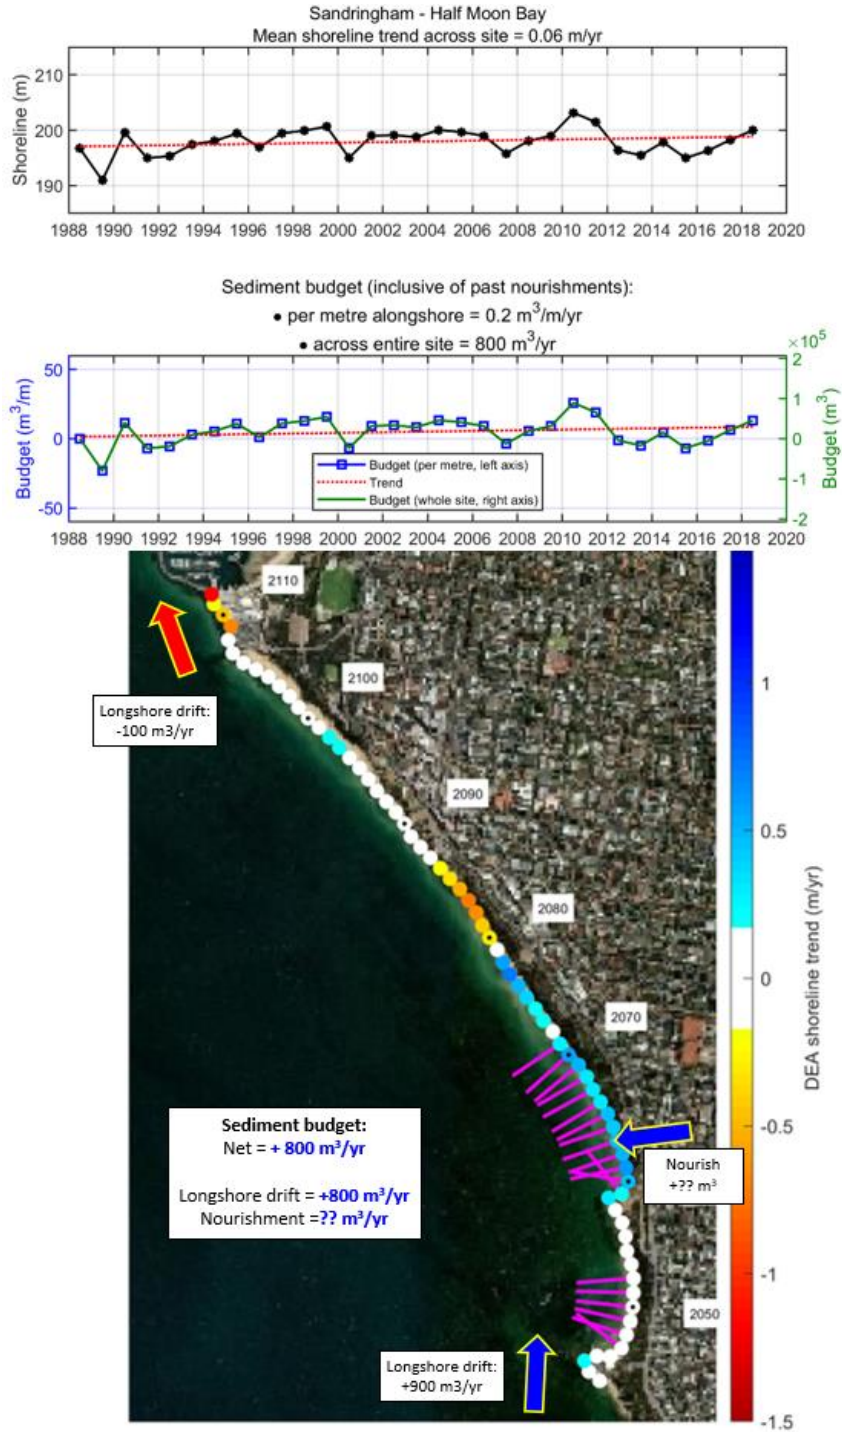 Sandringham - Half Moon Bay
Mean shoreline trend across site = 0.06 m/yr
210
200
190
Shoreline (m)
1988 1990 1992 1994 1996 1998 2000 2002 2004 2006 2008 2010 2012 2014 2016 2018 2020
Sediment budget (inclusive of past nourishments):
• per metre alongshore = 0.2 m³/m/yr
• across entire site = 800 m³/yr
×10⁵
50
0
-50
Budget (m³/m)
2
1
0
-1
-2
Budget (m³)
Budget (per metre, left axis)
Trend
Budget (whole site, right axis)
1988 1990 1992 1994 1996 1998 2000 2002 2004 2006 2008 2010 2012 2014 2016 2018 2020
2110
2100
Longshore drift:
-100 m3/yr
2090
2080
2070
Sediment budget:
Net = + 800 m³/yr
Longshore drift = +800 m³/yr
Nourishment =?? m³/yr
Nourish
+?? m³
2050
Longshore drift:
+900 m3/yr
1
0.5
0
-0.5
-1
-1.5
DEA shoreline trend (m/yr)